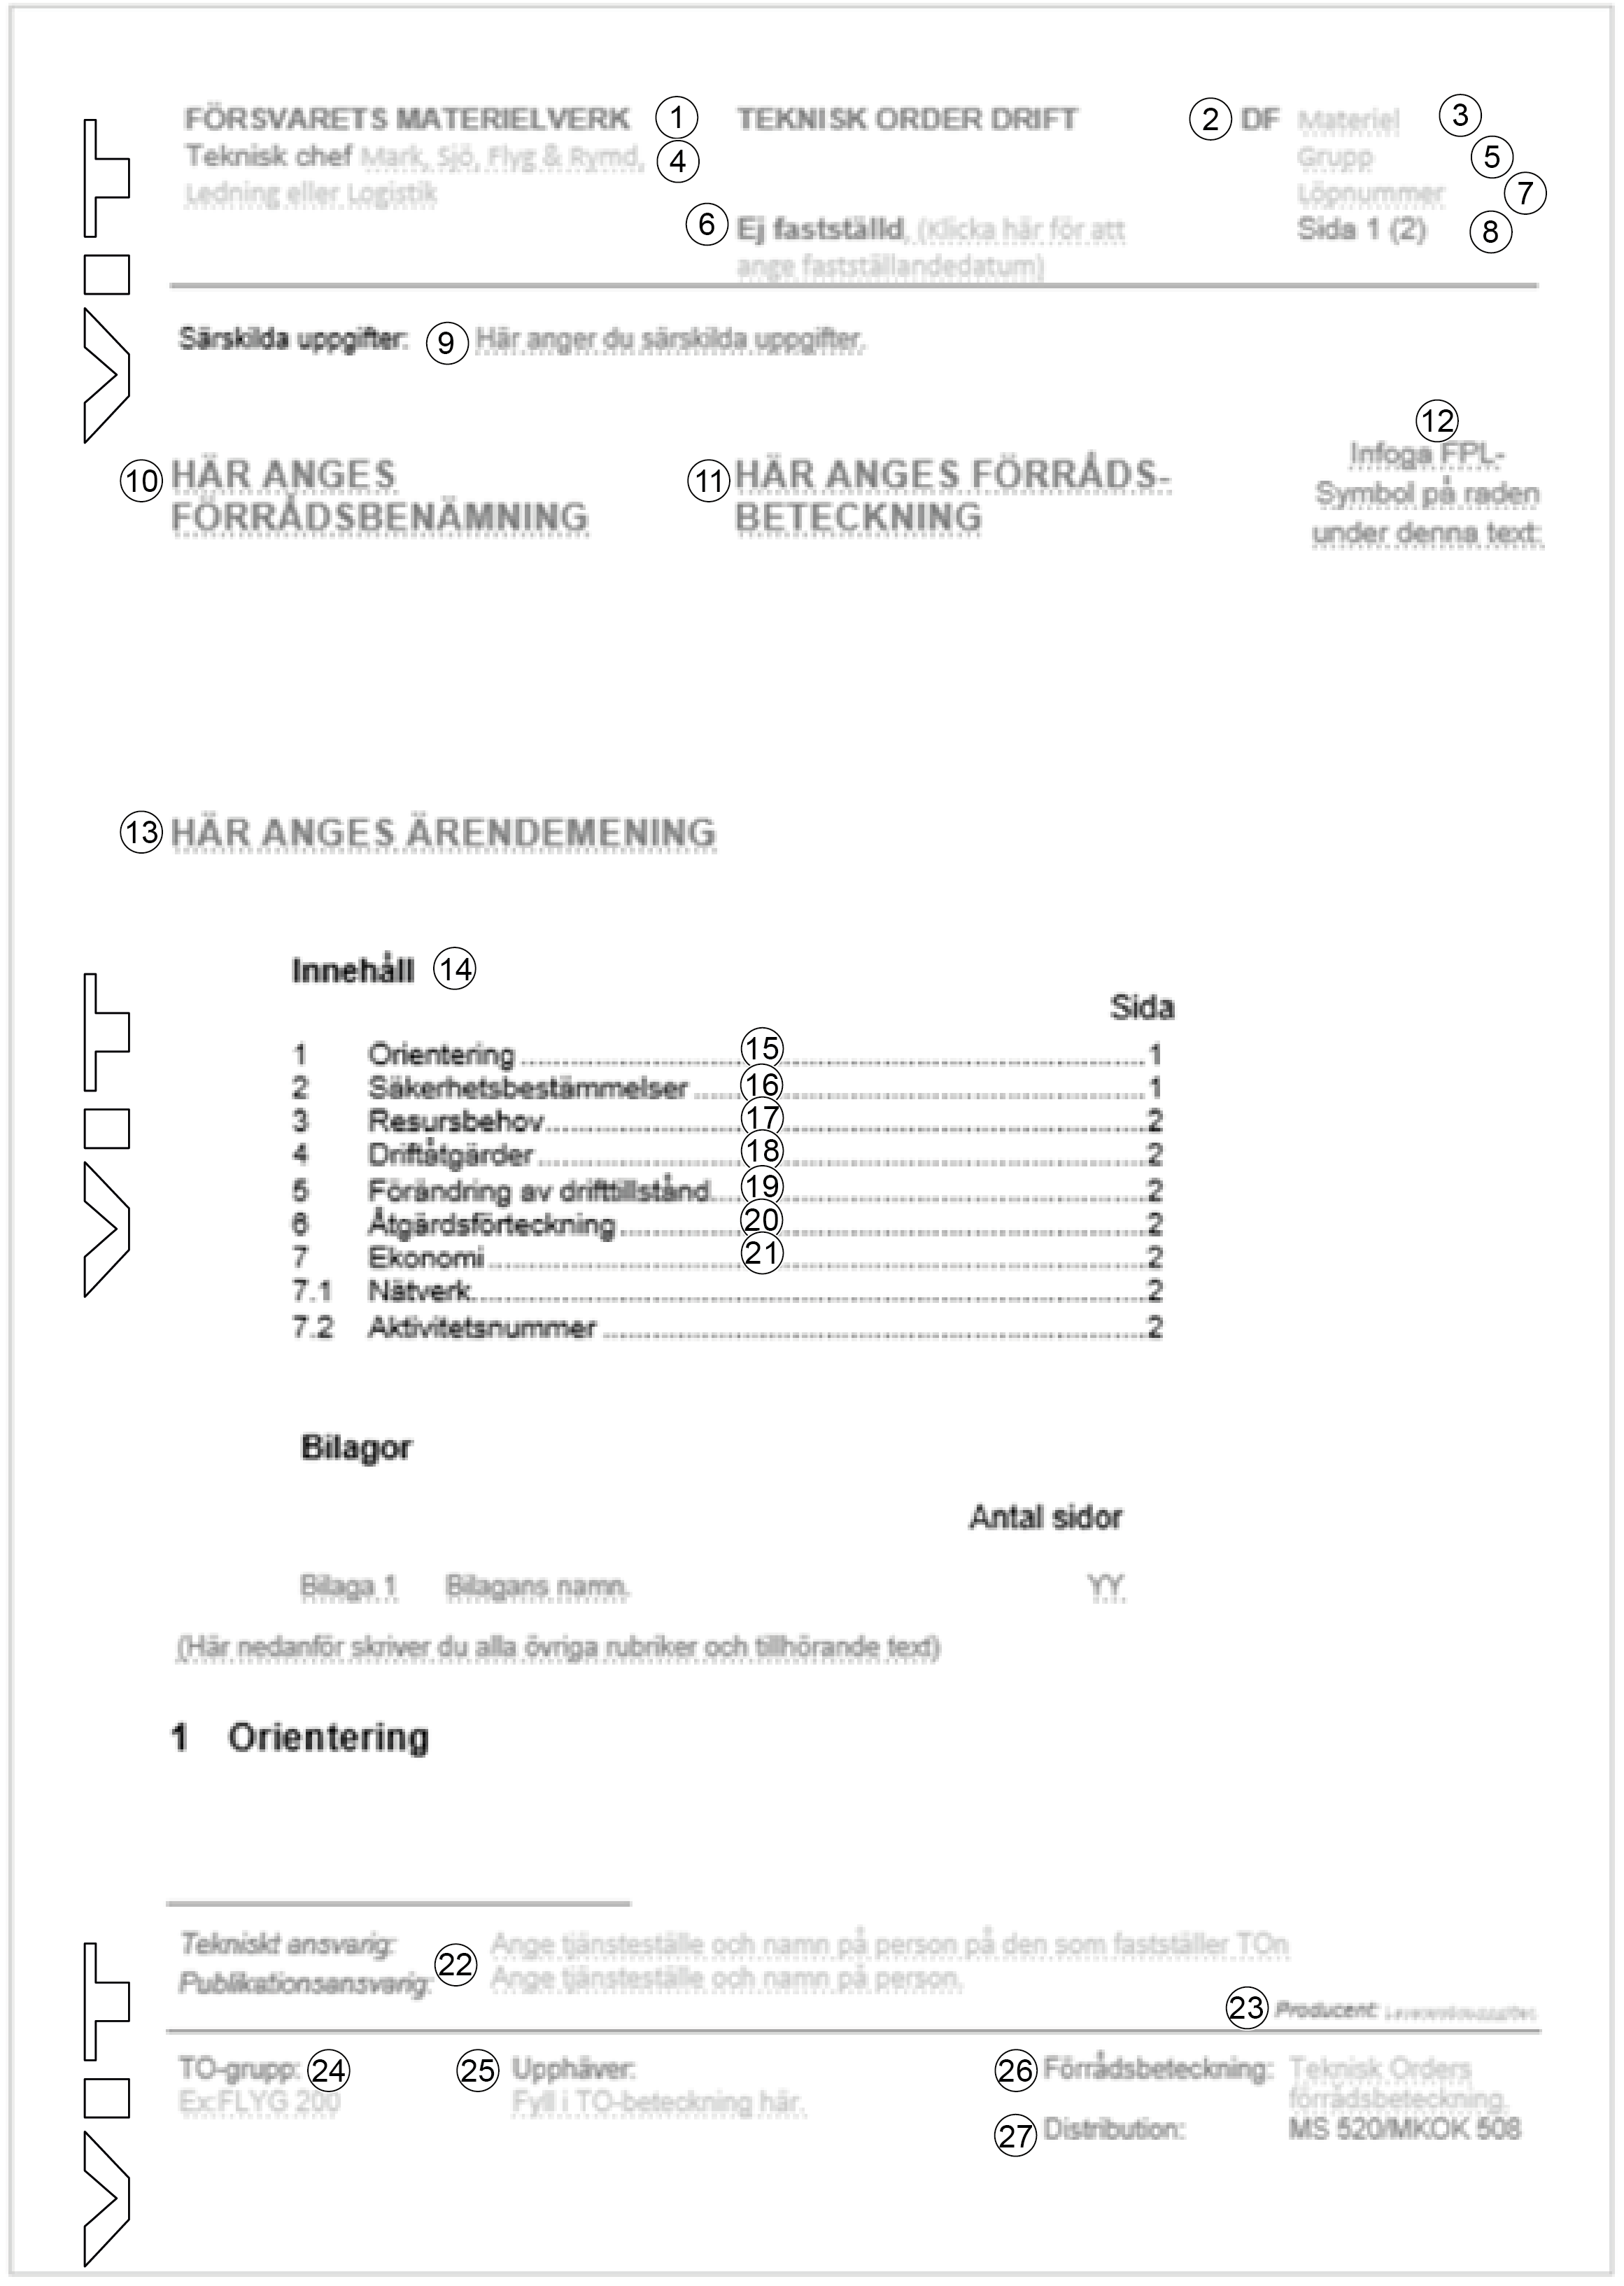 FÖRSVARETS MATERIELVERK 1 TEKNISK ORDER DRIFT 2 DF Materiel 3
Teknisk chef Mark, Sjö, Flyg & Rymd, 4 Grupp 5
Ledning eller Logistik Löpnummer 7
6 Ej fastställd, (Klicka här för att Sida 1 (2) 8
ange fastställandedatum)
Särskilda uppgifter: 9 Här anger du särskilda uppgifter.
12
Infoga FPL-
Symbol på raden
under denna text:
10 HÄR ANGES 11 HÄR ANGES FÖRRÅDS-
FÖRRÅDSBENÄMNING BETECKNING
13 HÄR ANGES ÄRENDEMENING
Innehåll 14
Sida
1 Orientering 15 1
2 Säkerhetsbestämmelser 16 1
3 Resursbehov 17 2
4 Driftåtgärder 18 2
5 Förändring av drifttillstånd 19 2
6 Åtgärdsförteckning 20 2
7 Ekonomi 21 2
7.1 Nätverk 2
7.2 Aktivitetsnummer 2
Bilagor
Antal sidor
Bilaga 1 Bilagans namn. YY
(Här nedanför skriver du alla övriga rubriker och tillhörande text)
1 Orientering
Tekniskt ansvarig: 22 Ange tjänsteställe och namn på person på den som fastställer TOn
Publikationsansvarig: Ange tjänsteställe och namn på person.
23 Producent:
TO-grupp: 24 25 Upphäver: 26 Förrådsbeteckning: Teknisk Orders
Ex:FLYG 200 Fyll i TO-beteckning här. förrådsbeteckning.
27 Distribution: MS 520/MKOK 508
T